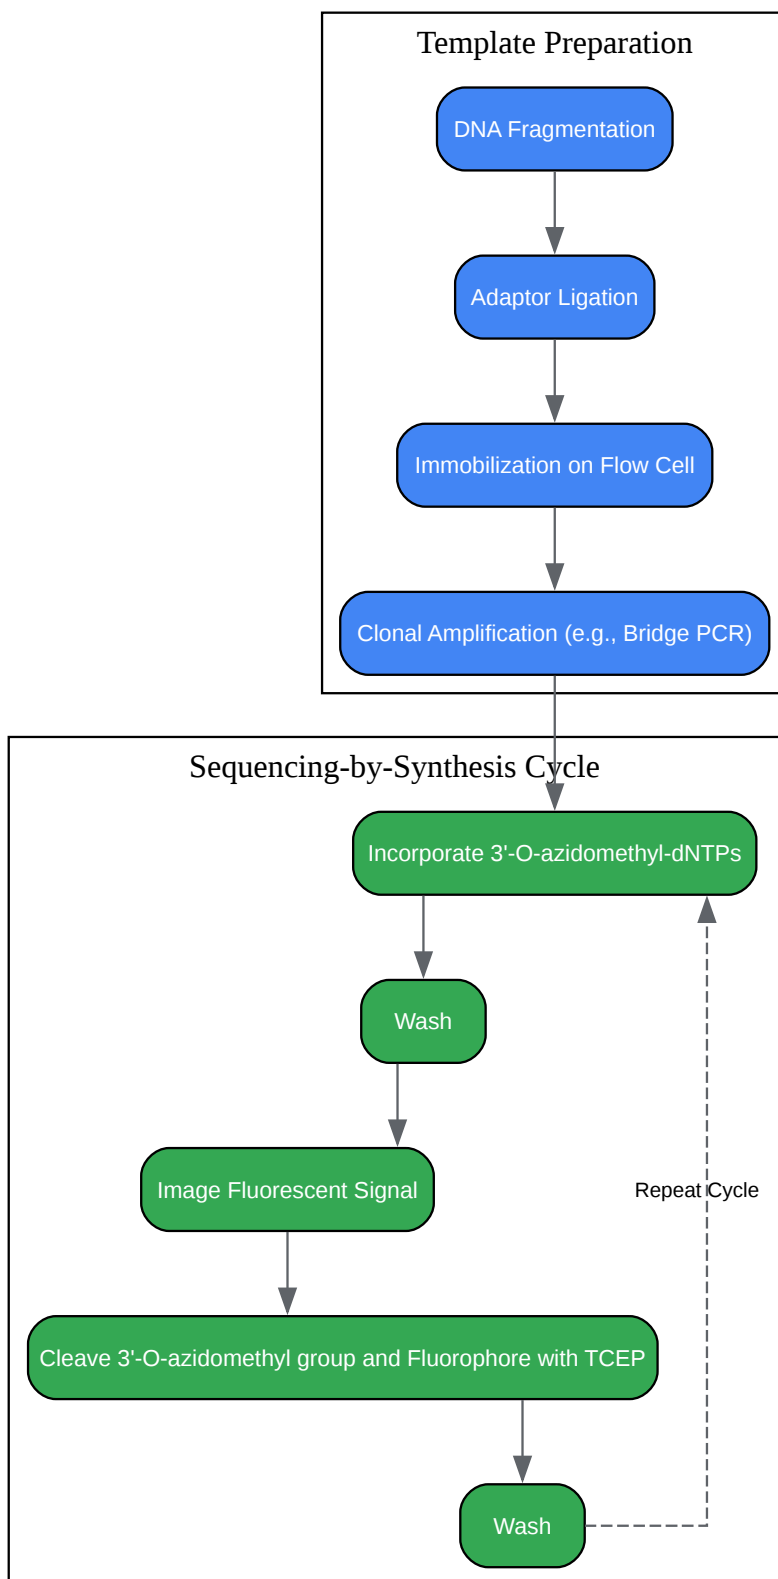 Template Preparation
DNA Fragmentation
Adaptor Ligation
Immobilization on Flow Cell
Clonal Amplification (e.g., Bridge PCR)
Sequencing-by-Synthesis Cycle
Incorporate 3'-O-azidomethyl-dNTPs
Wash
Image Fluorescent Signal
Repeat Cycle
Cleave 3'-O-azidomethyl group and Fluorophore with TCEP
Wash